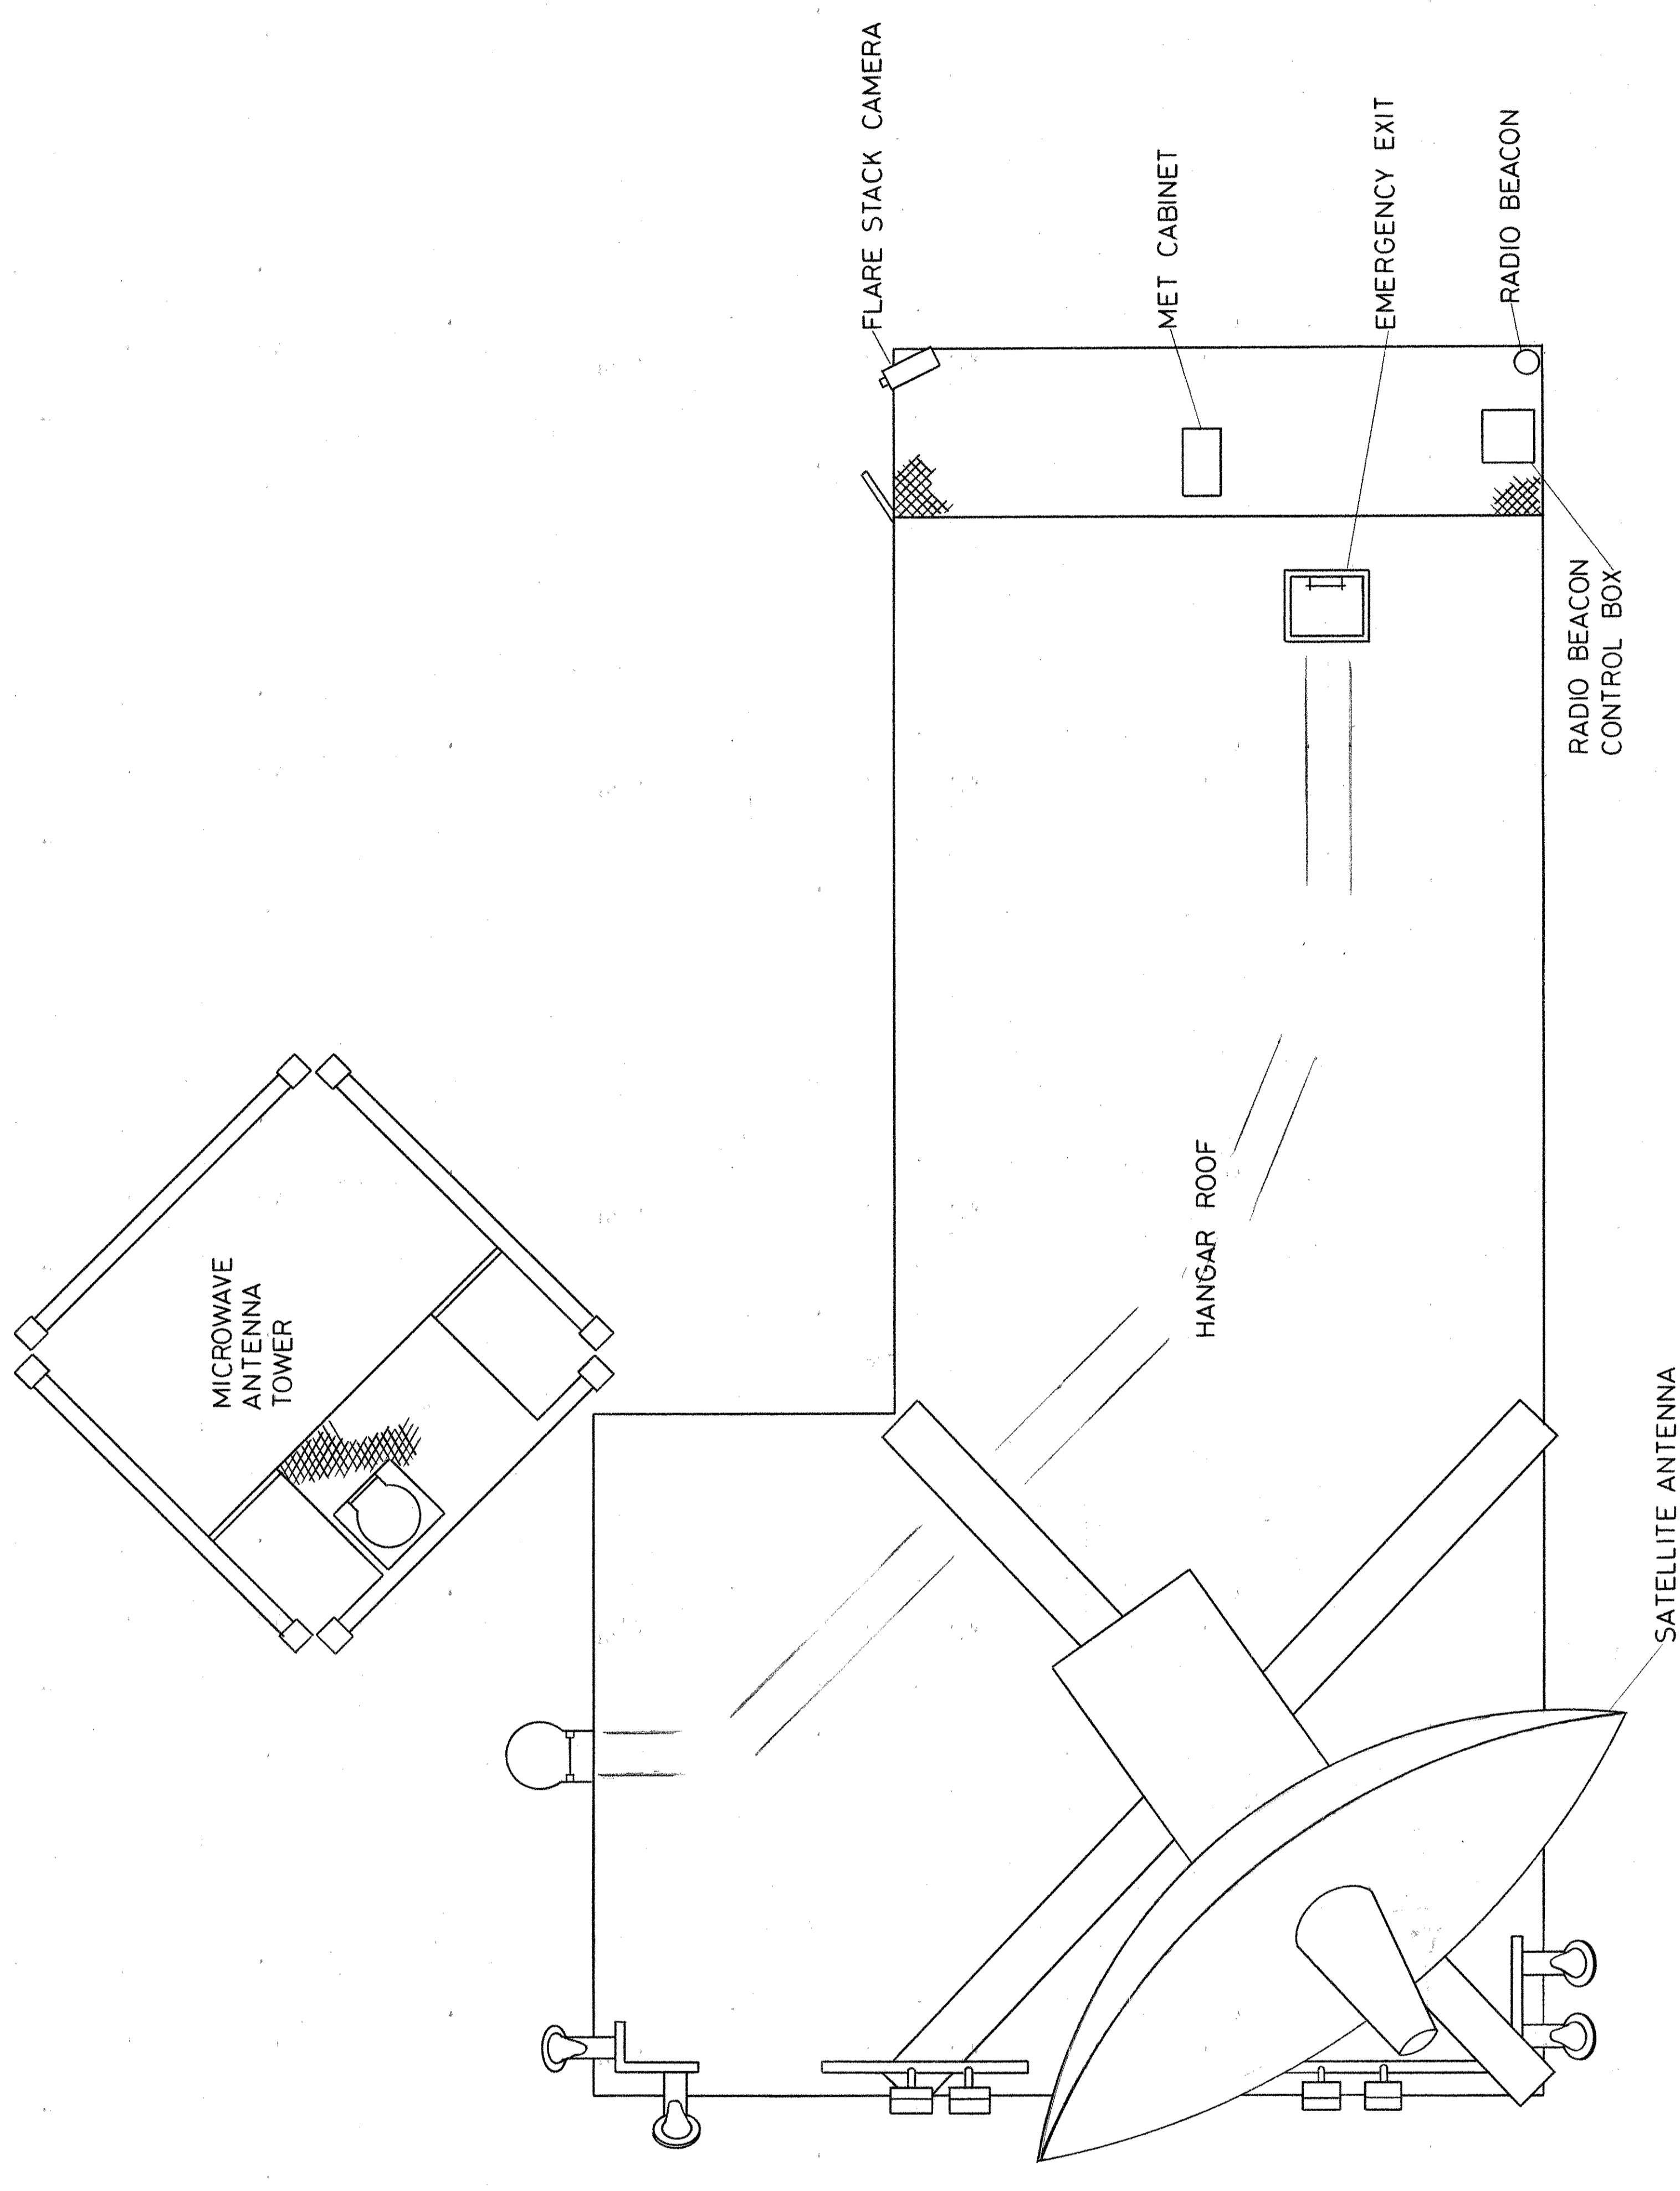 FLARE STACK CAMERA
MET CABINET
EMERGENCY EXIT
RADIO BEACON
RADIO BEACON
CONTROL BOX
MICROWAVE
ANTENNA
TOWER
HANGAR ROOF
SATELLITE ANTENNA